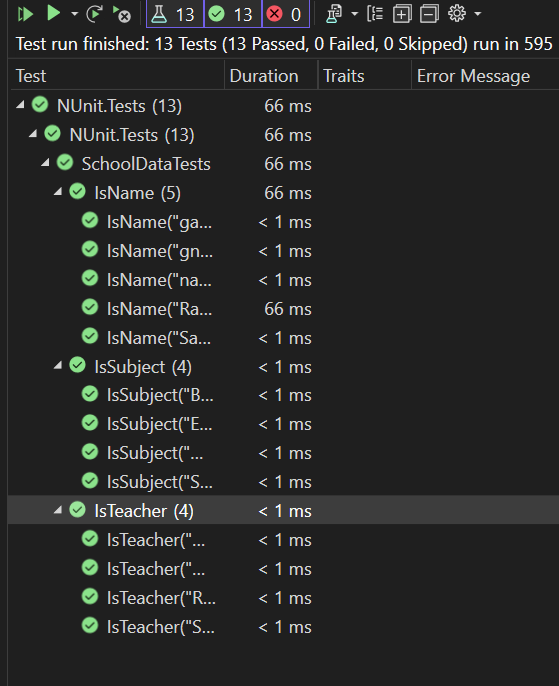 13 13 0
Test run finished: 13 Tests (13 Passed, 0 Failed, 0 Skipped) run in 595
Test Duration Traits Error Message
NUnit.Tests (13) 66 ms
NUnit.Tests (13) 66 ms
SchoolDataTests 66 ms
IsName (5) 66 ms
IsName("ga... < 1 ms
IsName("gn... < 1 ms
IsName("na... < 1 ms
IsName("Ra... 66 ms
IsName("Sa... < 1 ms
IsSubject (4) < 1 ms
IsSubject("B... < 1 ms
IsSubject("E... < 1 ms
IsSubject("... < 1 ms
IsSubject("S... < 1 ms
IsTeacher (4) < 1 ms
IsTeacher("... < 1 ms
IsTeacher("... < 1 ms
IsTeacher("R... < 1 ms
IsTeacher("S... < 1 ms